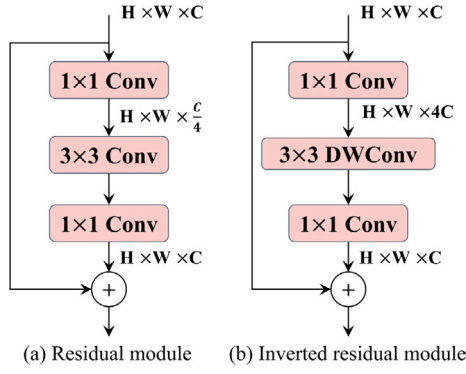 H ×W ×C
1×1 Conv
H ×W × C/4
3×3 Conv
1×1 Conv
H ×W ×C
+
(a) Residual module
H ×W ×C
1×1 Conv
H ×W ×4C
3×3 DWConv
1×1 Conv
H ×W ×C
+
(b) Inverted residual module